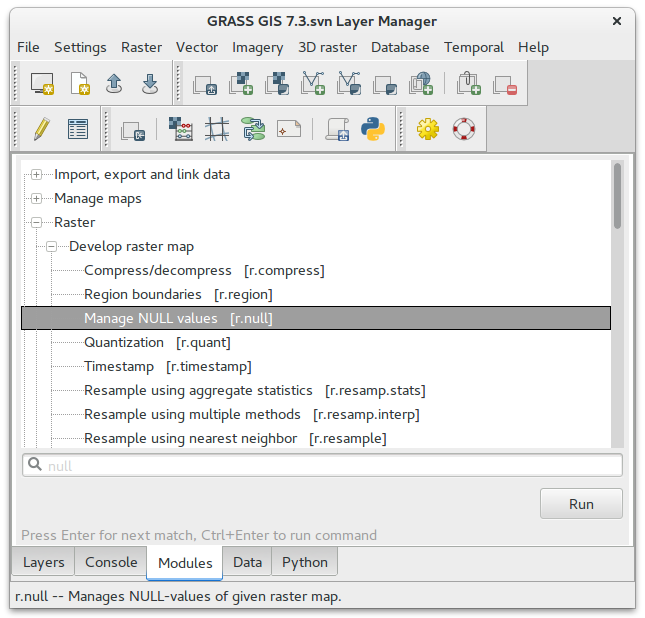 GRASS GIS 7.3.svn Layer Manager
File Settings Raster Vector Imagery 3D raster Database Temporal Help
Import, export and link data
Manage maps
Raster
Develop raster map
Compress/decompress [r.compress]
Region boundaries [r.region]
Manage NULL values [r.null]
Quantization [r.quant]
Timestamp [r.timestamp]
Resample using aggregate statistics [r.resamp.stats]
Resample using multiple methods [r.resamp.interp]
Resample using nearest neighbor [r.resample]
null
Run
Press Enter for next match, Ctrl+Enter to run command
Layers Console Modules Data Python
r.null -- Manages NULL-values of given raster map.